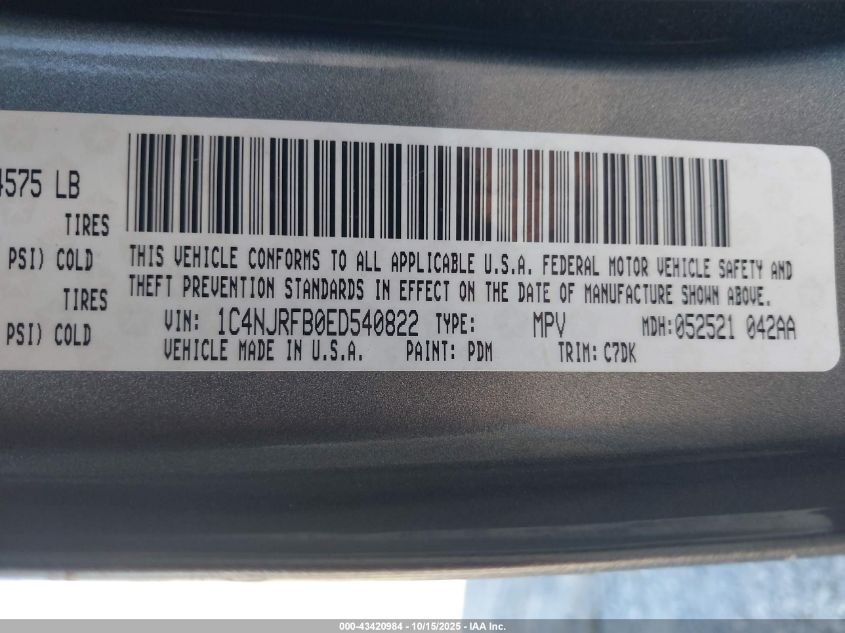 4575 LB
TIRES
PSI) COLD
TIRES
PSI) COLD
THIS VEHICLE CONFORMS TO ALL APPLICABLE U.S.A. FEDERAL MOTOR VEHICLE SAFETY AND
THEFT PREVENTION STANDARDS IN EFFECT ON THE DATE OF MANUFACTURE SHOWN ABOVE.
VIN: 1C4NJRFB0ED540822 TYPE: MPV MDH:052521 042AA
VEHICLE MADE IN U.S.A. PAINT: PDM TRIM: C7DK
000-43420984 - 10/15/2025 - IAA Inc.